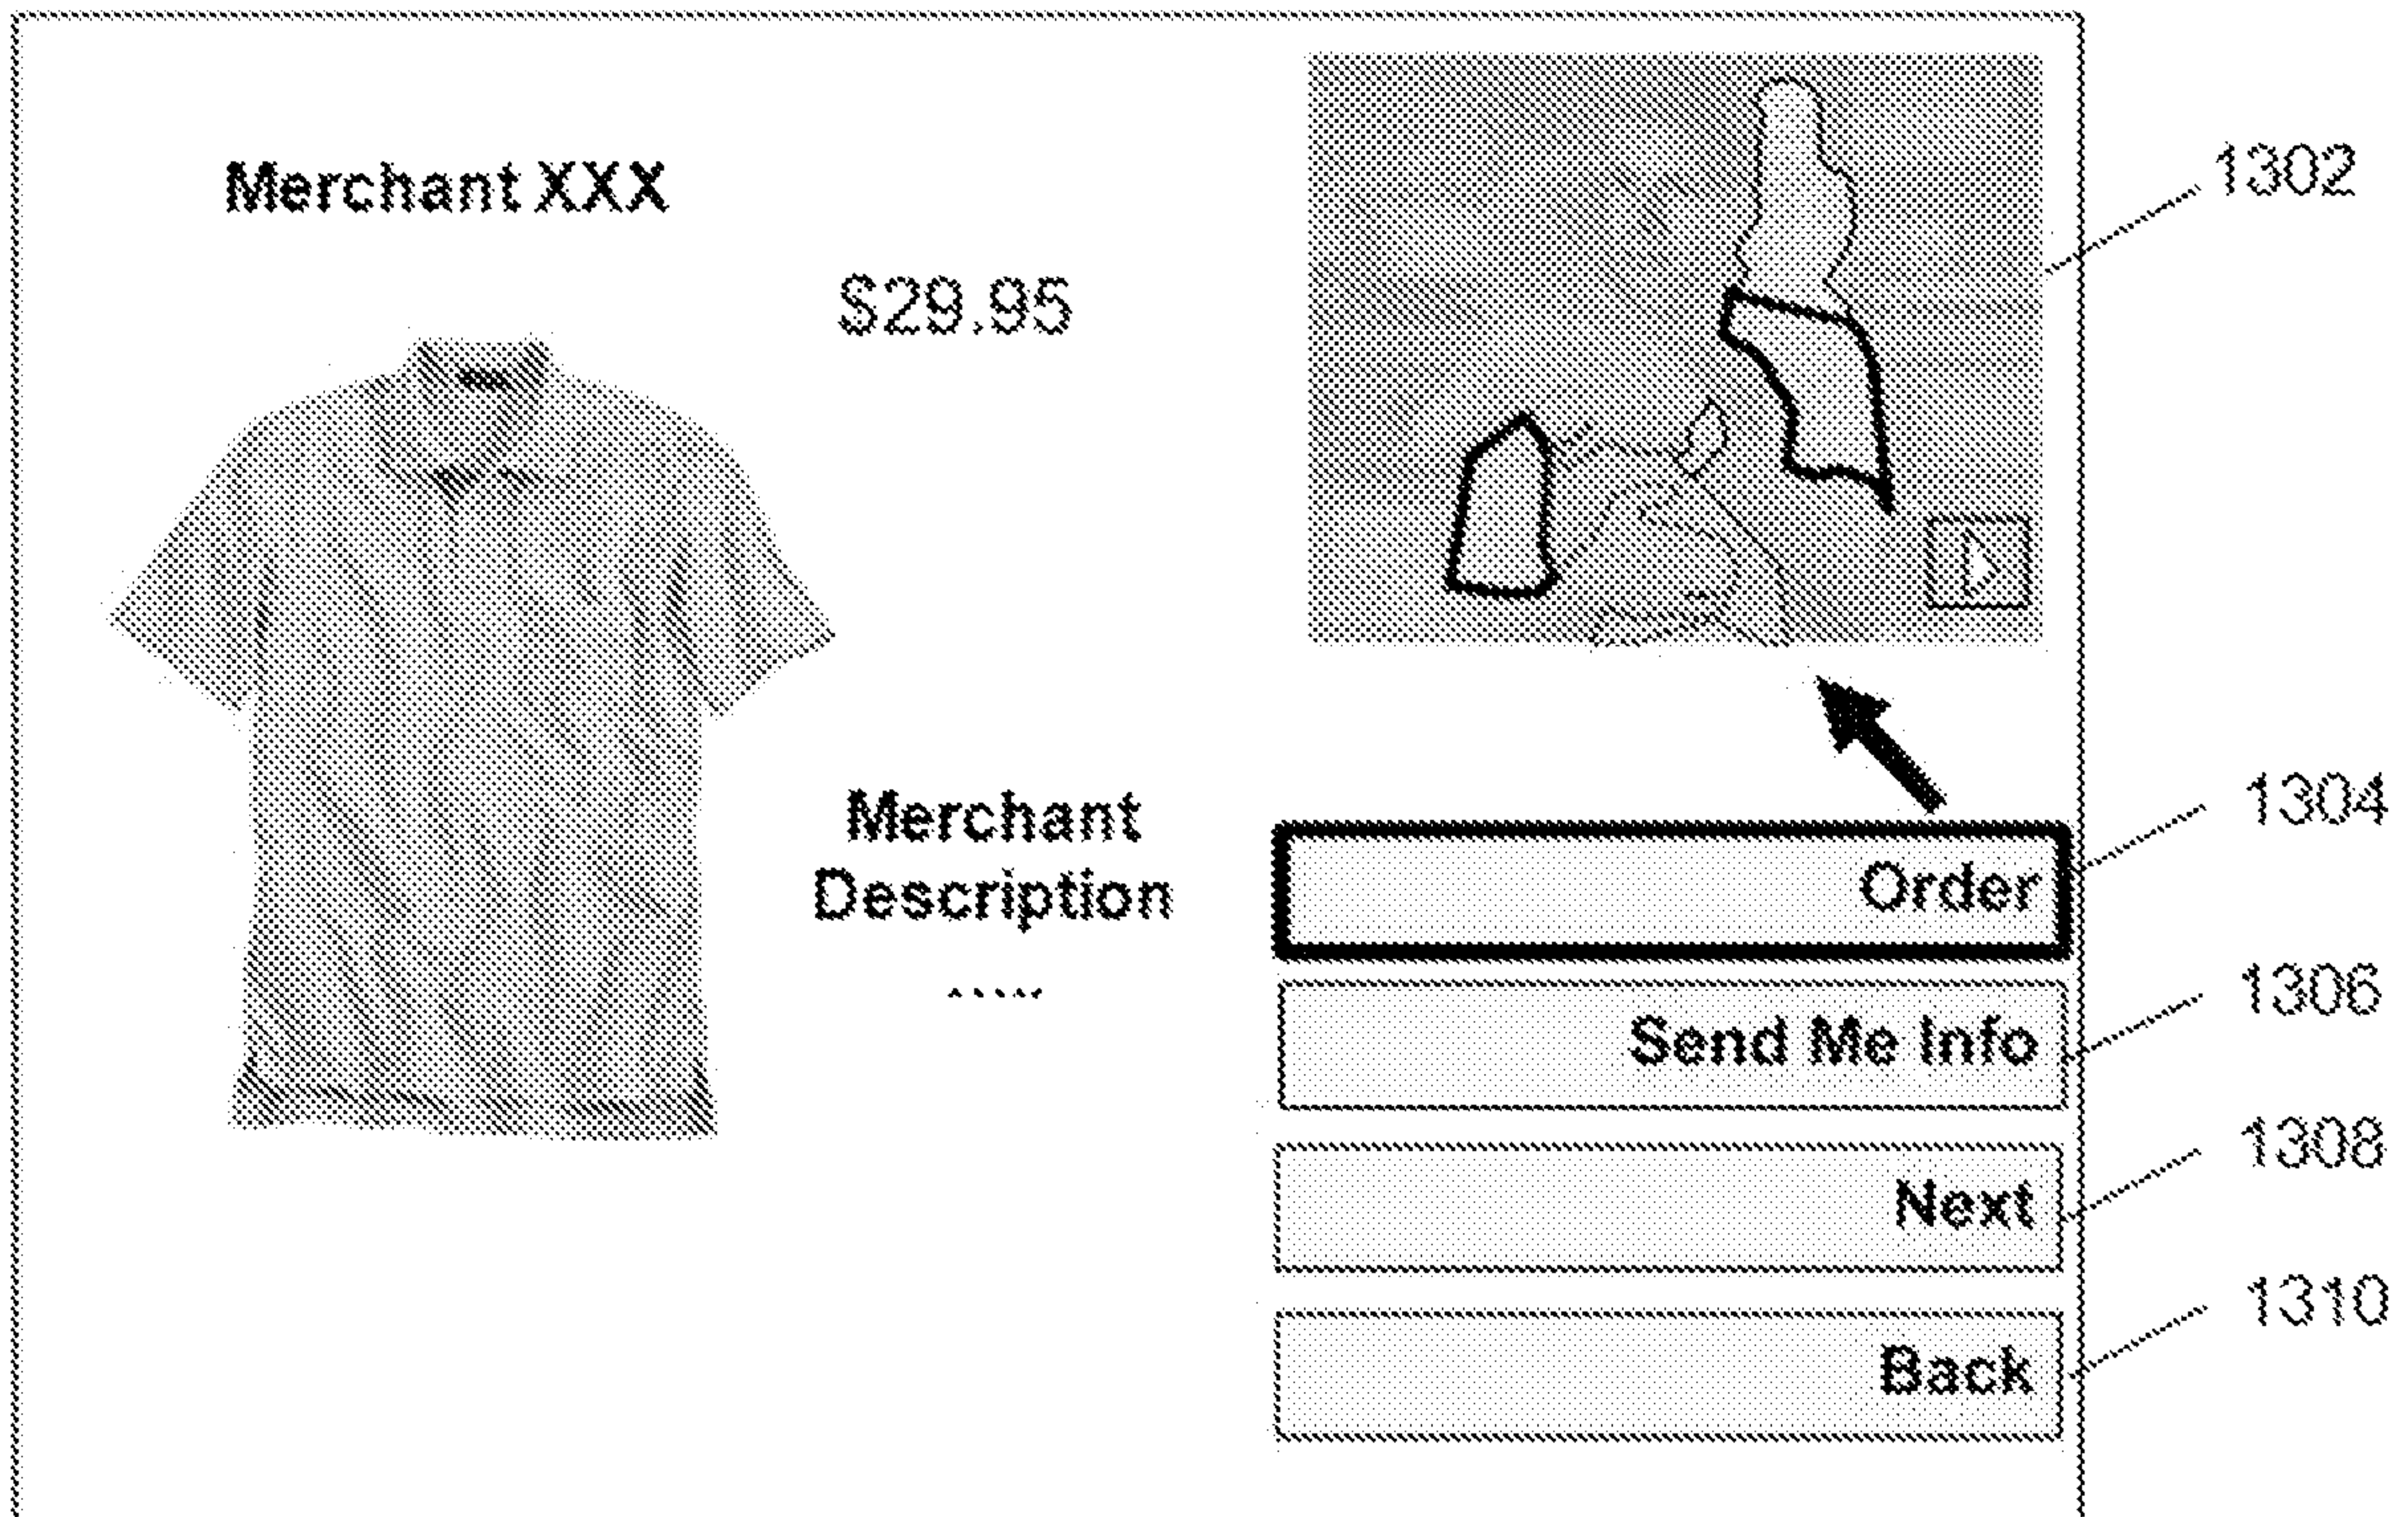 Merchant XXX
$29.95
Merchant
Description
.....
1302
1304
Order
1306
Send Me Info
1308
Next
1310
Back